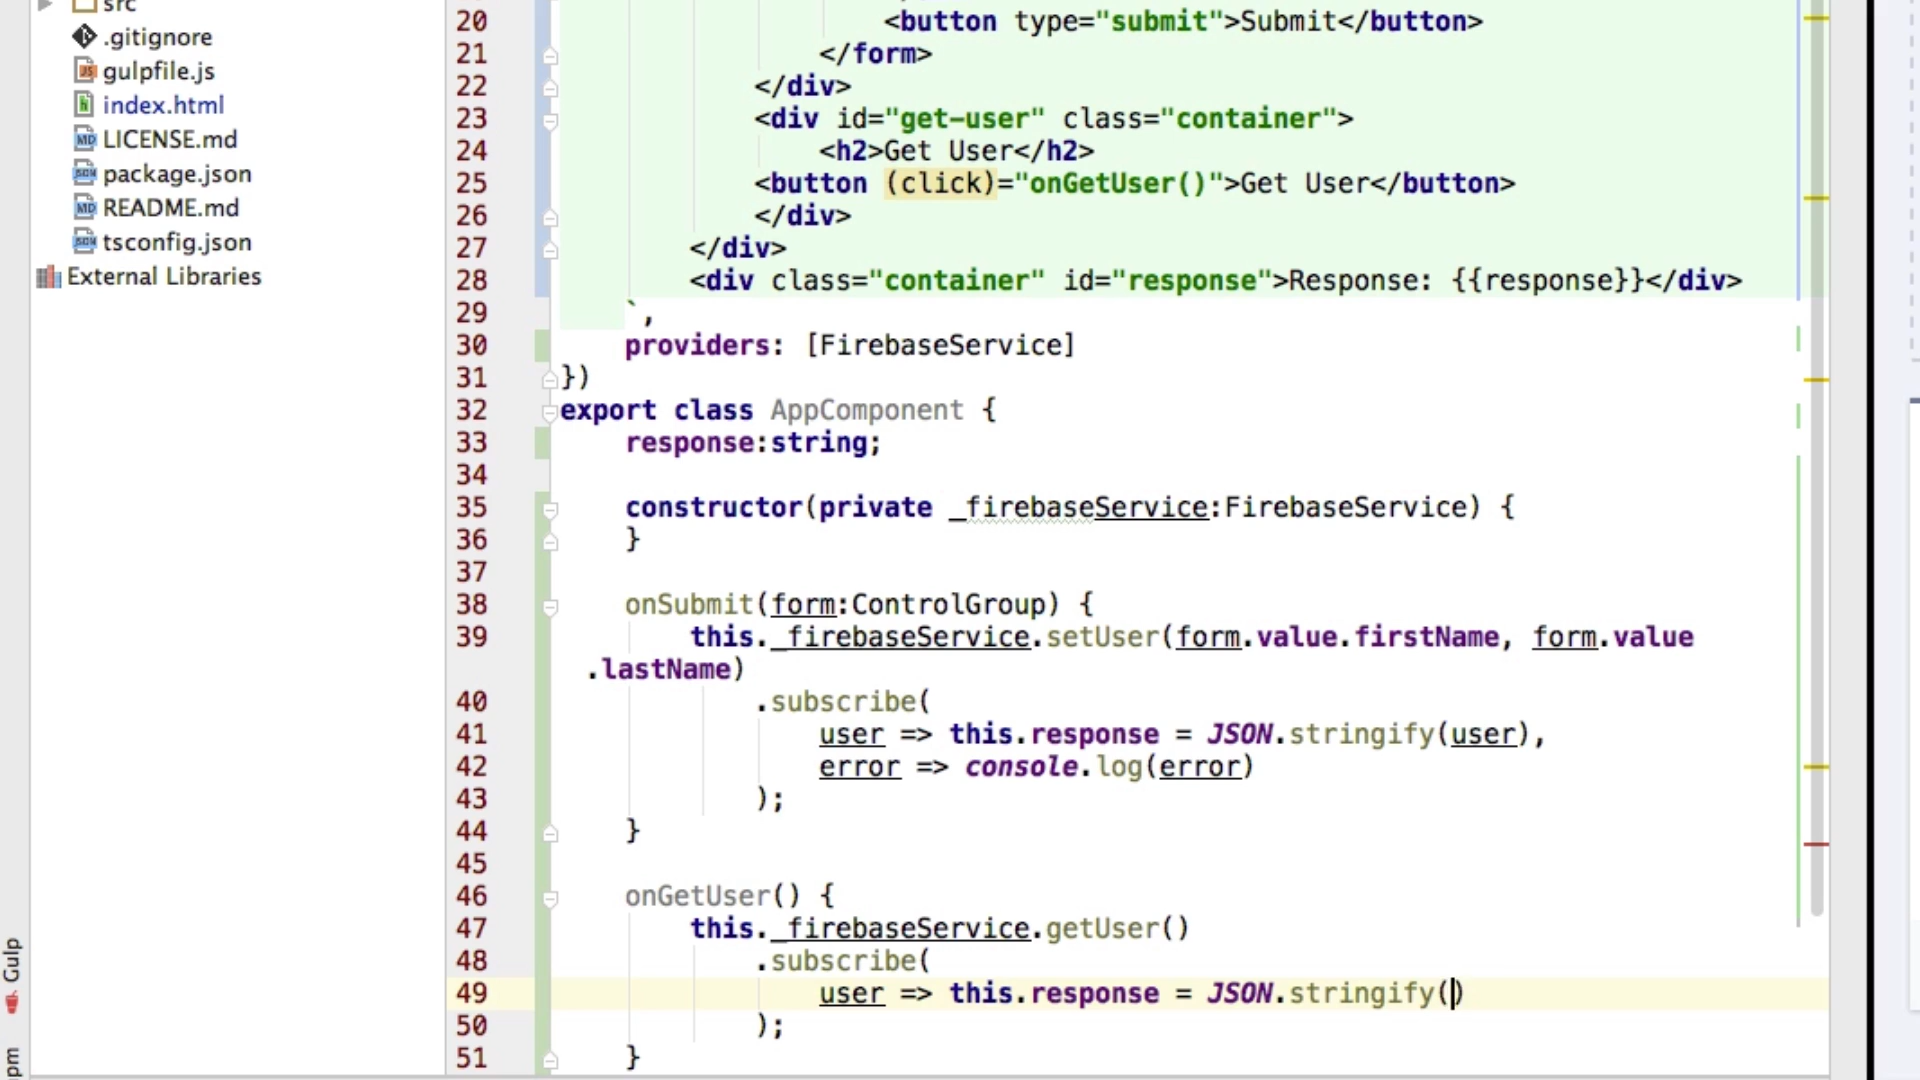 src
.gitignore
gulpfile.js
index.html
LICENSE.md
package.json
README.md
tsconfig.json
External Libraries
Gulp
20 <button type="submit">Submit</button>
21 </form>
22 </div>
23 <div id="get-user" class="container">
24 <h2>Get User</h2>
25 <button (click)="onGetUser()">Get User</button>
26 </div>
27 </div>
28 <div class="container" id="response">Response: {{response}}</div>
29 `,
30 providers: [FirebaseService]
31 })
32 export class AppComponent {
33 response:string;
34
35 constructor(private _firebaseService:FirebaseService) {
36 }
37
38 onSubmit(form:ControlGroup) {
39 this._firebaseService.setUser(form.value.firstName, form.value
.lastName)
40 .subscribe(
41 user => this.response = JSON.stringify(user),
42 error => console.log(error)
43 );
44 }
45
46 onGetUser() {
47 this._firebaseService.getUser()
48 .subscribe(
49 user => this.response = JSON.stringify()
50 );
51 }